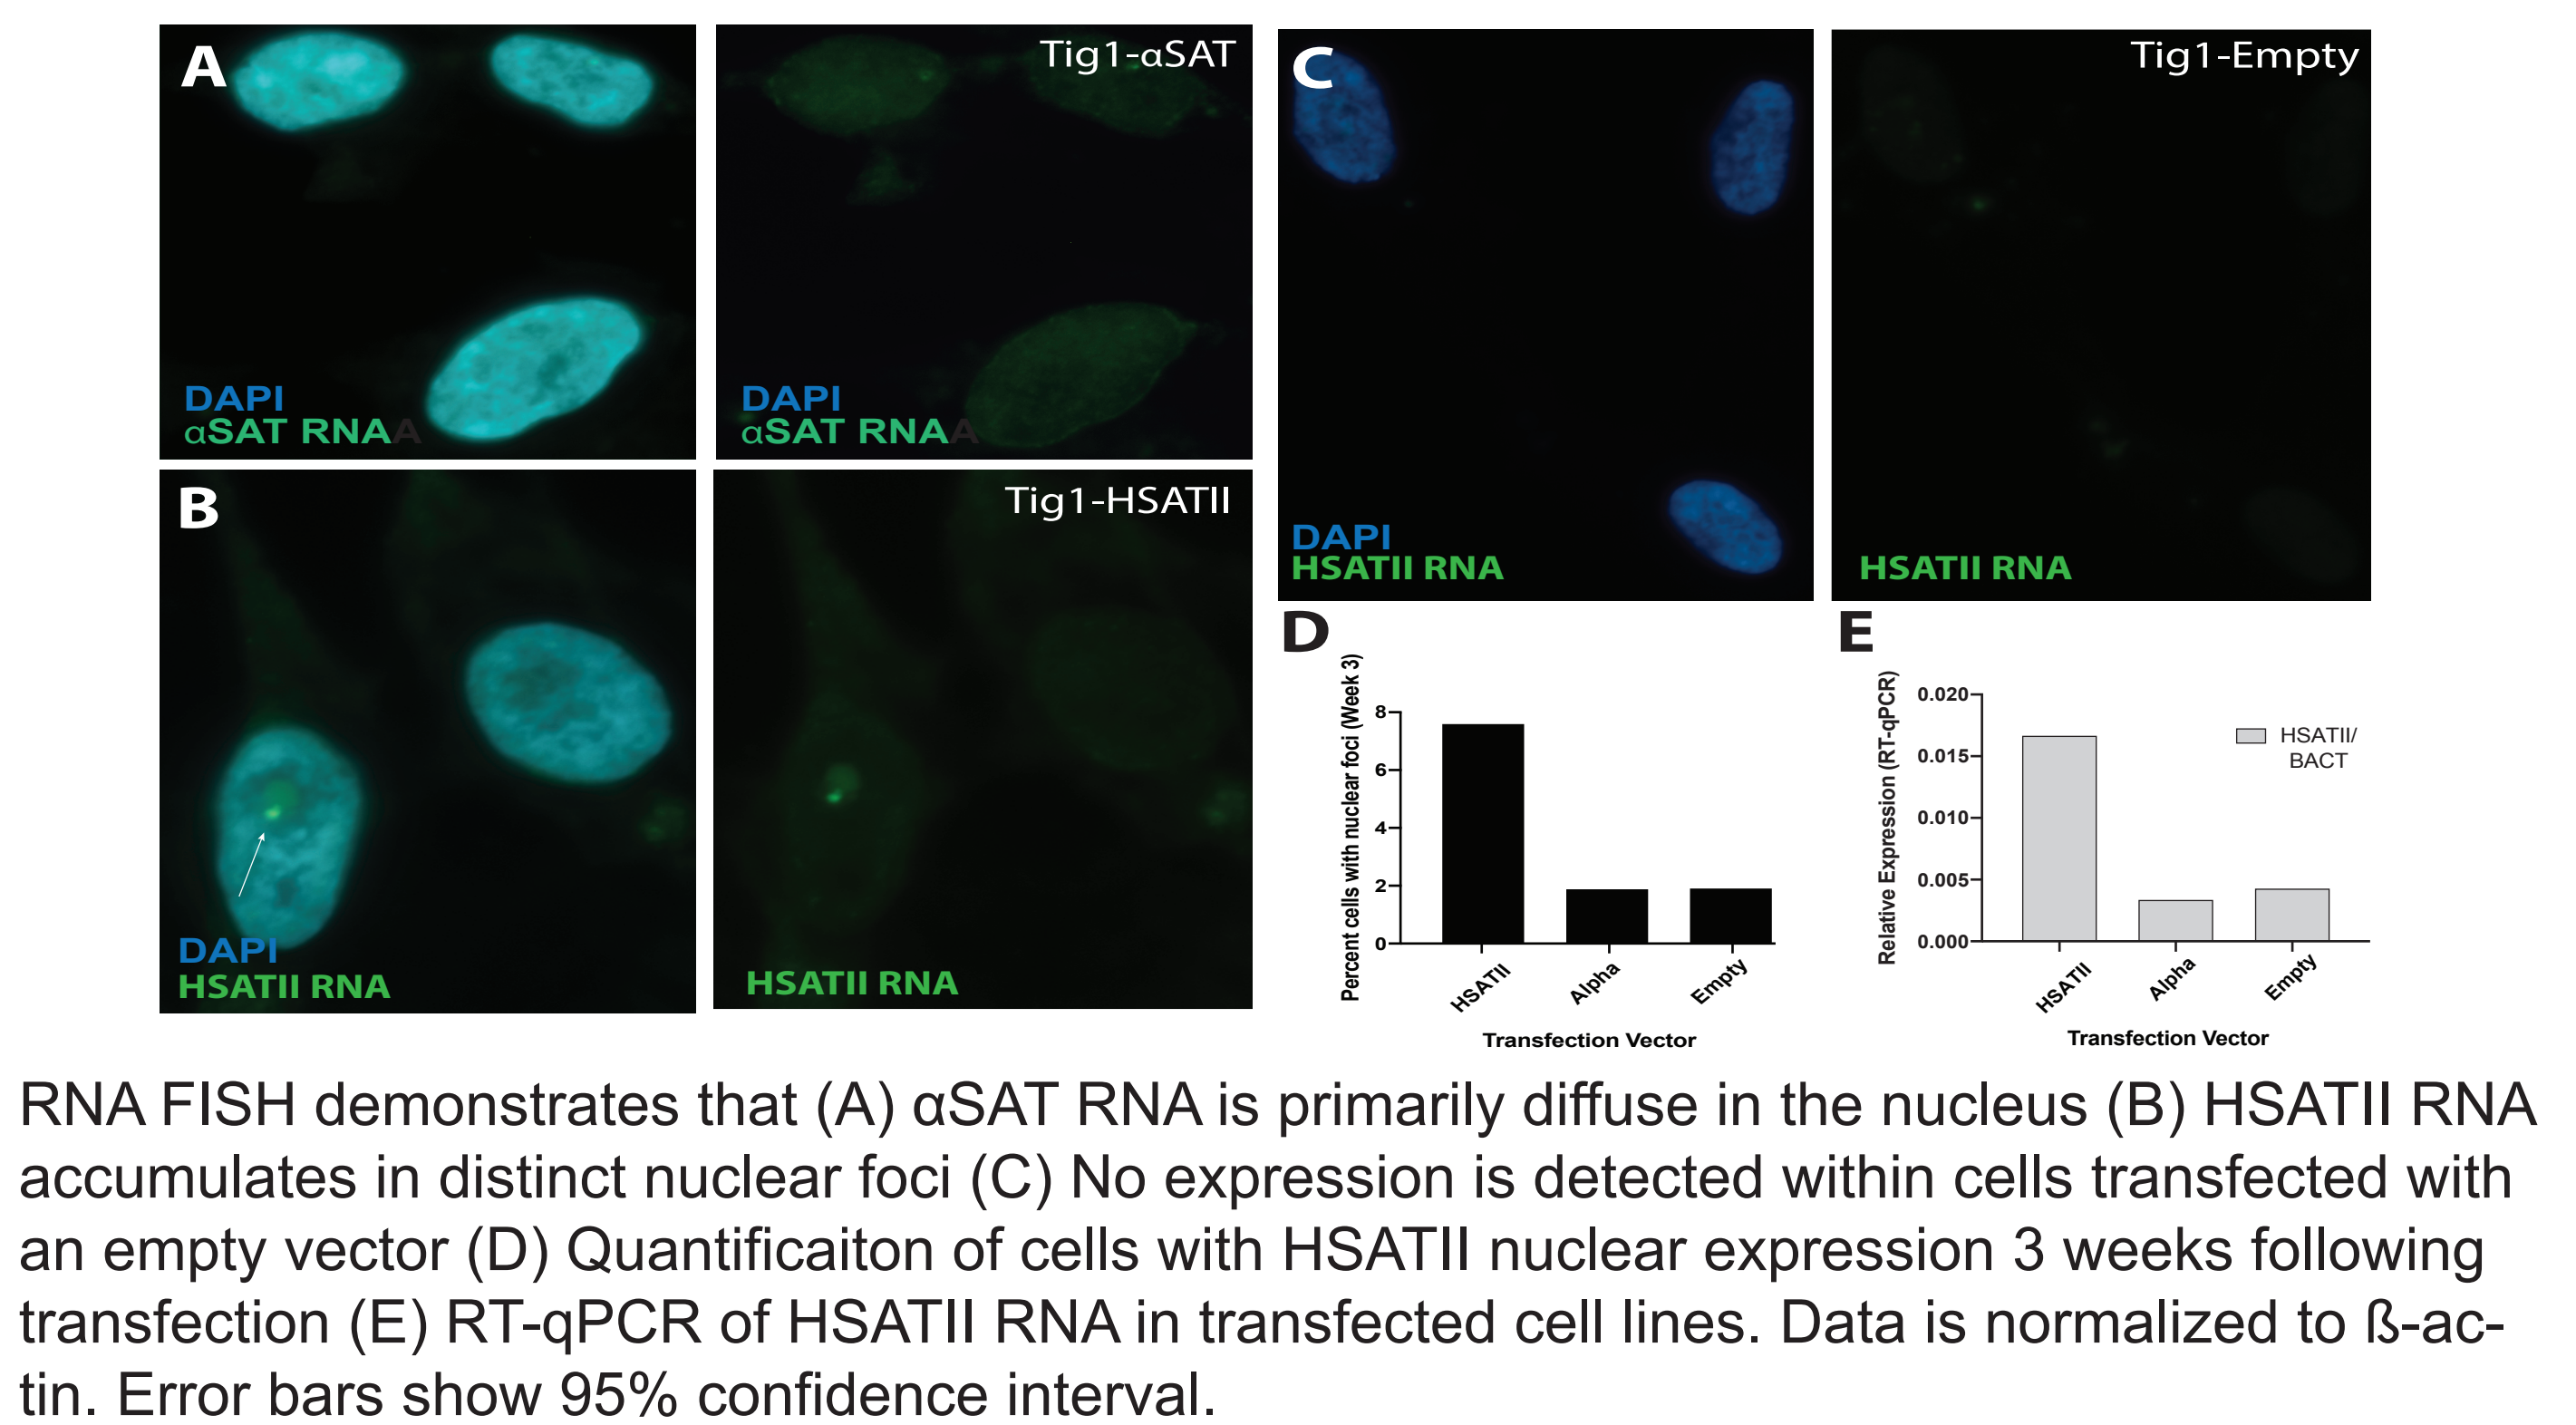 A
Tig1-αSAT
DAPI
αSAT RNAA
DAPI
αSAT RNAA
B
Tig1-HSATII
DAPI
HSATII RNA
HSATII RNA
C
Tig1-Empty
DAPI
HSATII RNA
HSATII RNA
D
Percent cells with nuclear foci (Week 3)
8
6
4
2
0
HSATII
Alpha
Empty
Transfection Vector
E
Relative Expression (RT-qPCR)
0.020
0.015
0.010
0.005
0.000
HSATII/
BACT
HSATII
Alpha
Empty
Transfection Vector
RNA FISH demonstrates that (A) αSAT RNA is primarily diffuse in the nucleus (B) HSATII RNA
accumulates in distinct nuclear foci (C) No expression is detected within cells transfected with
an empty vector (D) Quantificaiton of cells with HSATII nuclear expression 3 weeks following
transfection (E) RT-qPCR of HSATII RNA in transfected cell lines. Data is normalized to ß-ac-
tin. Error bars show 95% confidence interval.